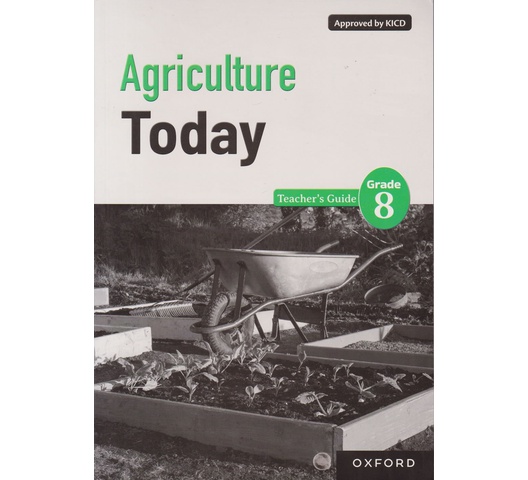 Approved by KICD
Agriculture
Today
Teacher's Guide
Grade
8
OXFORD